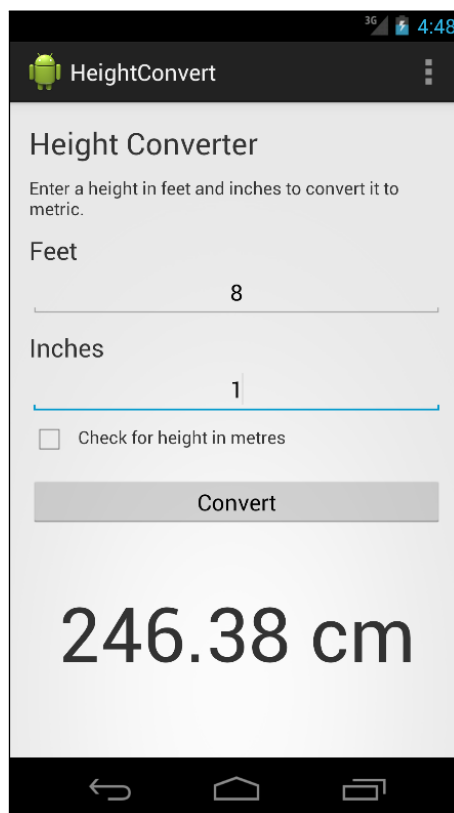 3G 4:48
HeightConvert
Height Converter
Enter a height in feet and inches to convert it to
metric.
Feet
8
Inches
1
Check for height in metres
Convert
246.38 cm